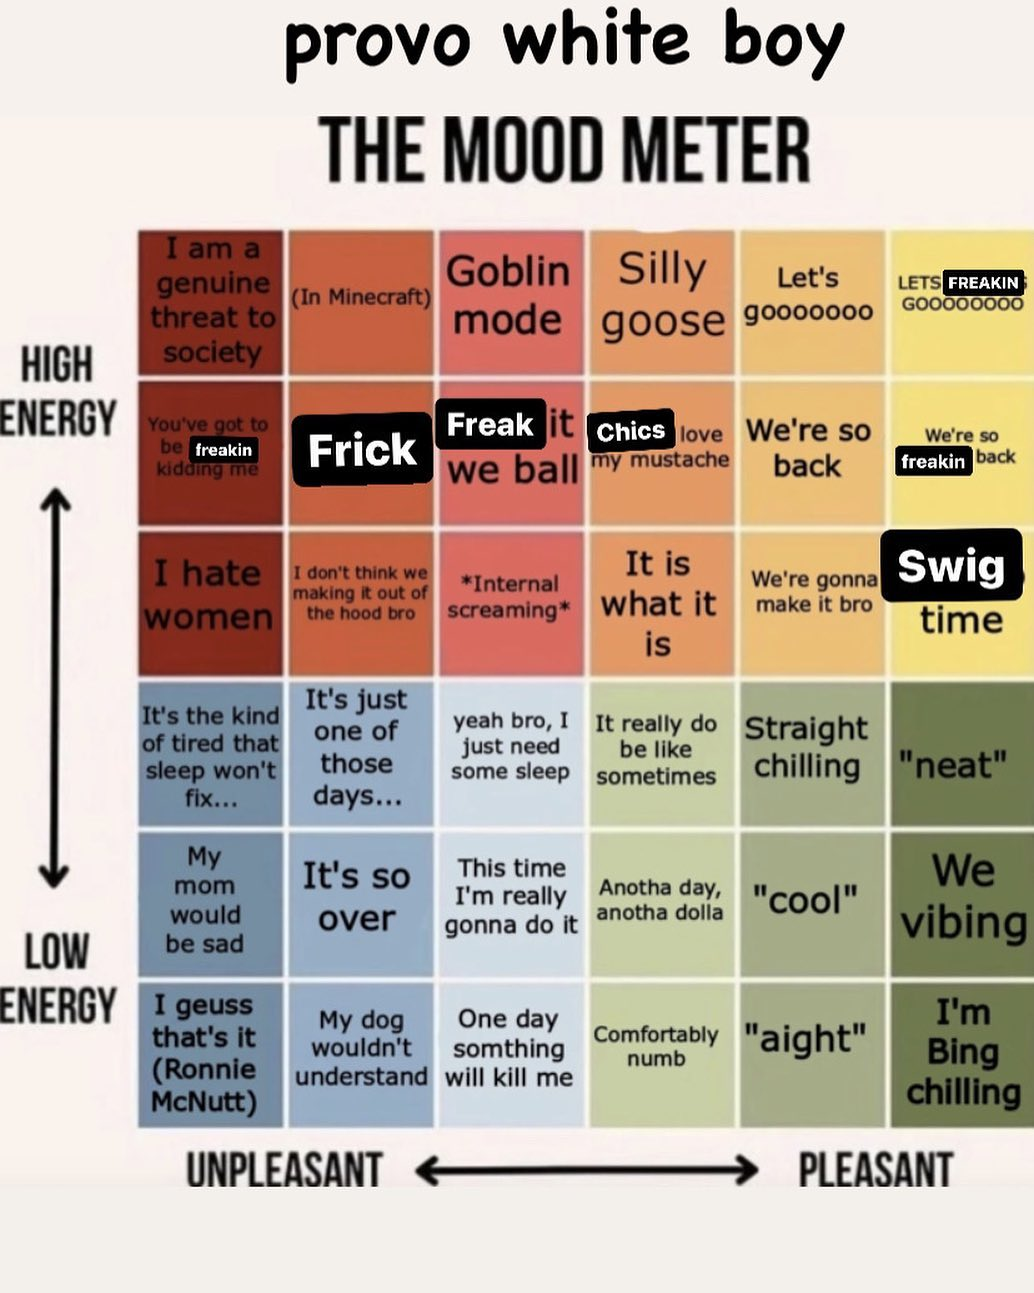 provo white boy
THE MOOD METER
I am a
genuine
threat to
society
(In Minecraft)
Goblin
mode
Silly
goose
Let's
gooooooo
LETS FREAKIN
GOOOOOOOO
HIGH
ENERGY
You've got to
be freakin
kidding me
Frick
Freak it
we ball
Chics love
my mustache
We're so
back
We're so
freakin back
I hate
women
I don't think we
making it out of
the hood bro
*Internal
screaming*
It is
what it
is
We're gonna
make it bro
Swig
time
It's the kind
of tired that
sleep won't
fix...
It's just
one of
those
days...
yeah bro, I
just need
some sleep
It really do
be like
sometimes
Straight
chilling
"neat"
My
mom
would
be sad
It's so
over
This time
I'm really
gonna do it
Anotha day,
anotha dolla
"cool"
We
vibing
LOW
ENERGY
I geuss
that's it
(Ronnie
McNutt)
My dog
wouldn't
understand
One day
somthing
will kill me
Comfortably
numb
"aight"
I'm
Bing
chilling
UNPLEASANT
PLEASANT